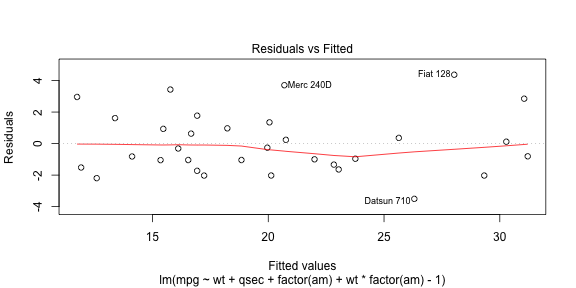 Residuals vs Fitted
Fiat 128
Merc 240D
Datsun 710
Residuals
4
2
0
-2
-4
15
20
25
30
Fitted values
lm(mpg ~ wt + qsec + factor(am) + wt * factor(am) - 1)